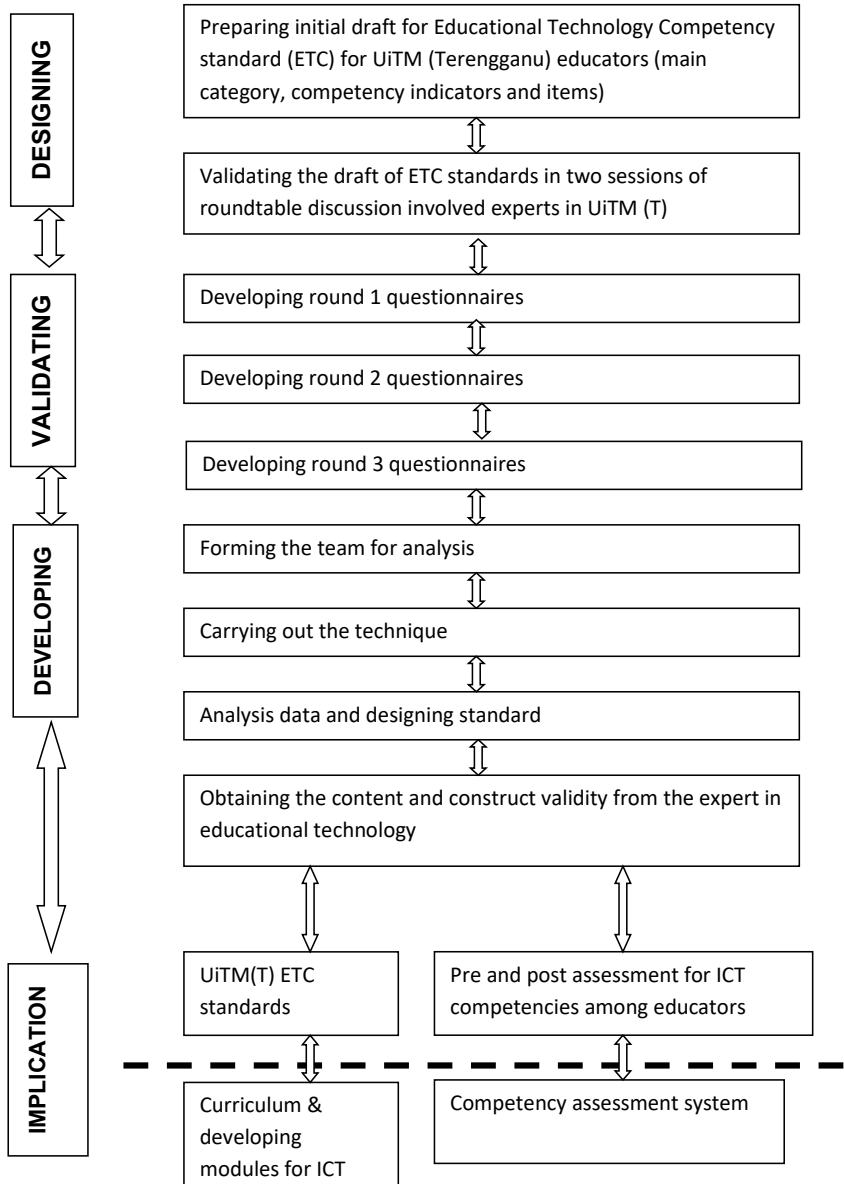 DESIGNING
Preparing initial draft for Educational Technology Competency
standard (ETC) for UiTM (Terengganu) educators (main
category, competency indicators and items)
Validating the draft of ETC standards in two sessions of
roundtable discussion involved experts in UiTM (T)
VALIDATING
Developing round 1 questionnaires
Developing round 2 questionnaires
Developing round 3 questionnaires
DEVELOPING
Forming the team for analysis
Carrying out the technique
Analysis data and designing standard
Obtaining the content and construct validity from the expert in
educational technology
IMPLICATION
UiTM(T) ETC
standards
Pre and post assessment for ICT
competencies among educators
Curriculum &
developing
modules for ICT
Competency assessment system